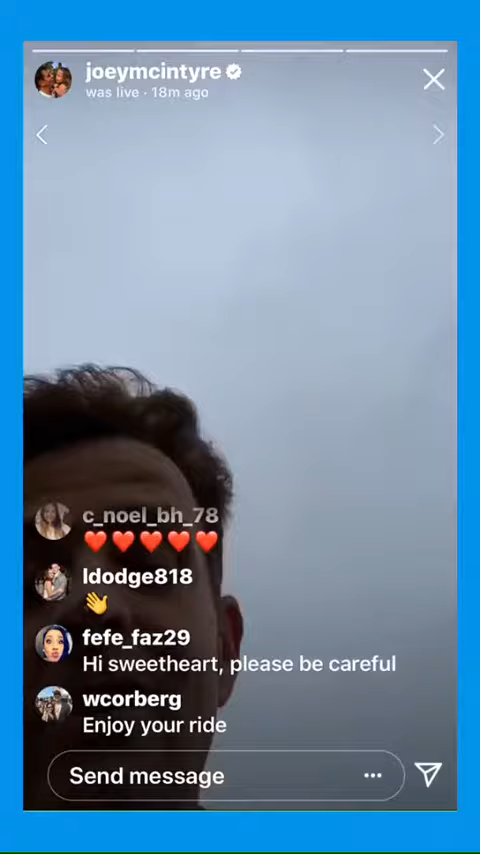 joeymcintyre
was live · 18m ago
c_noel_bh_78
❤️❤️❤️❤️❤️
ldodge818
👋
fefe_faz29
Hi sweetheart, please be careful
wcorberg
Enjoy your ride
Send message